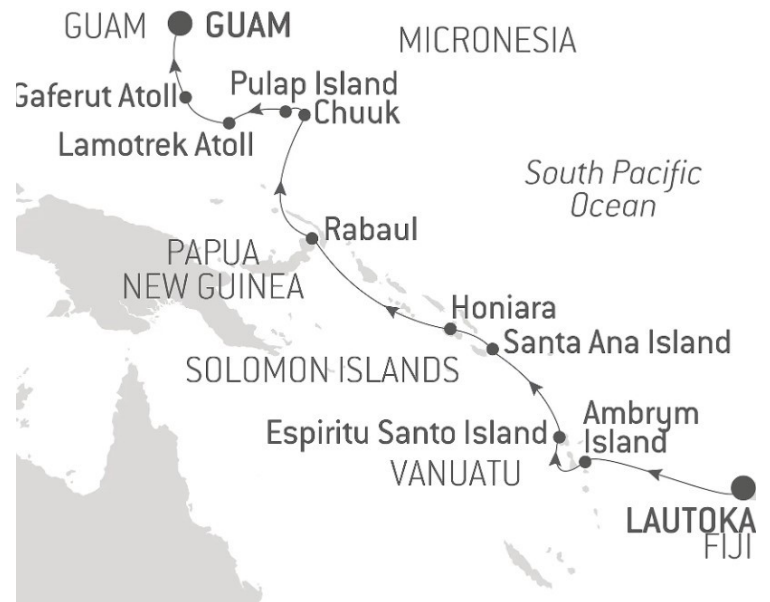 GUAM GUAM
MICRONESIA
Pulap Island
Gaferut Atoll
Chuuk
Lamotrek Atoll
South Pacific
Ocean
Rabaul
PAPUA
NEW GUINEA
Honiara
Santa Ana Island
SOLOMON ISLANDS
Ambrym
Island
Espiritu Santo Island
VANUATU
LAUTOKA
FIJI